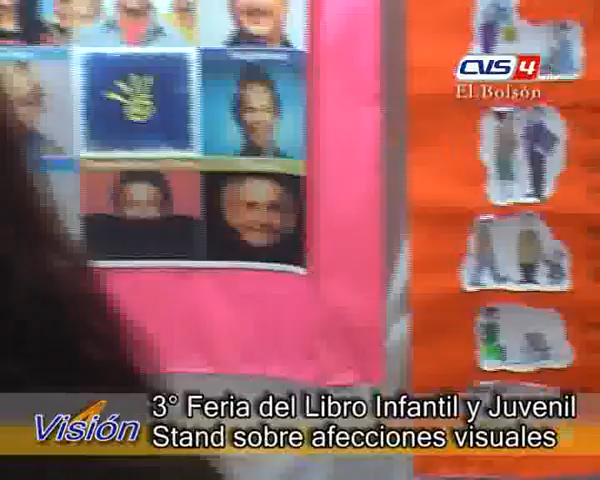 CVS 4
El Bolsón
Visión
3° Feria del Libro Infantil y Juvenil
Stand sobre afecciones visuales